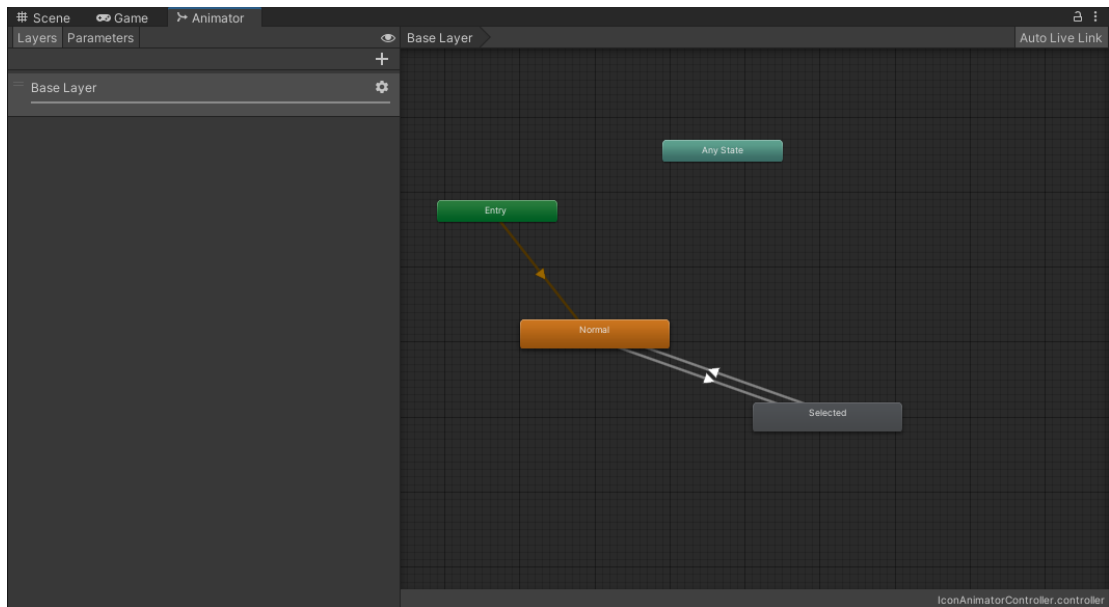 Scene Game Animator
Layers Parameters
Base Layer
Auto Live Link
Base Layer
Any State
Entry
Normal
Selected
IconAnimatorController.controller